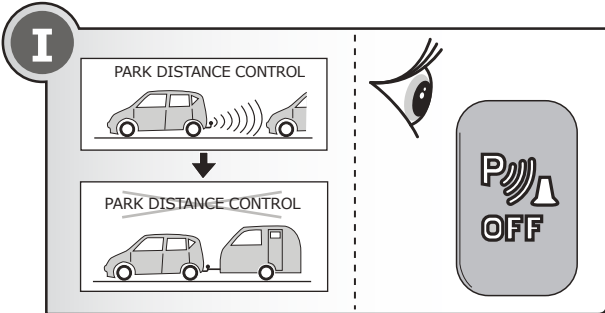 I
PARK DISTANCE CONTROL
PARK DISTANCE CONTROL
P
OFF